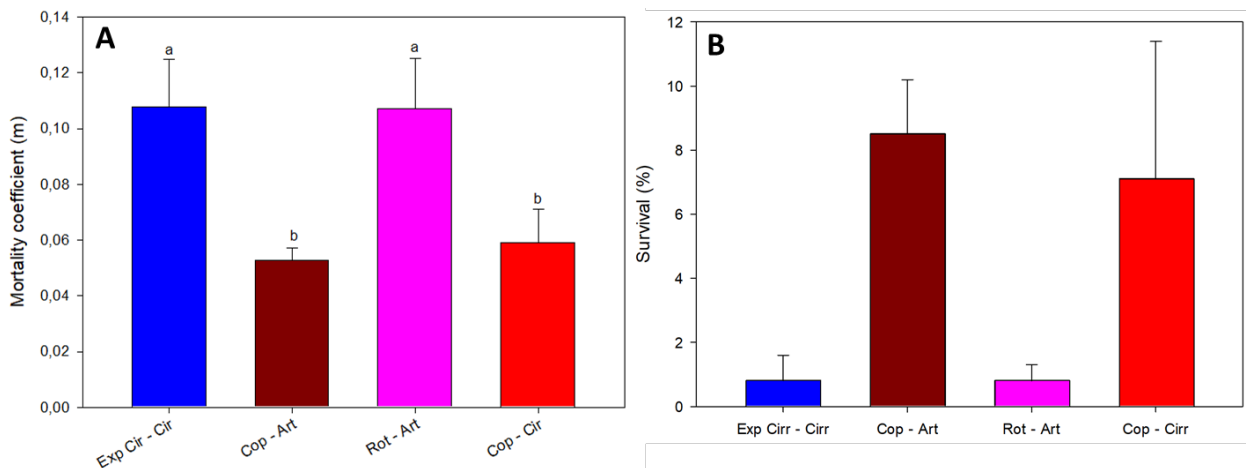 A
Mortality coefficient (m)
0,14
0,12
0,10
0,08
0,06
0,04
0,02
0,00
a
b
a
b
Exp Cir - Cir
Cop - Art
Rot - Art
Cop - Cir
B
Survival (%)
12
10
8
6
4
2
0
Exp Cirr - Cirr
Cop - Art
Rot - Art
Cop - Cirr